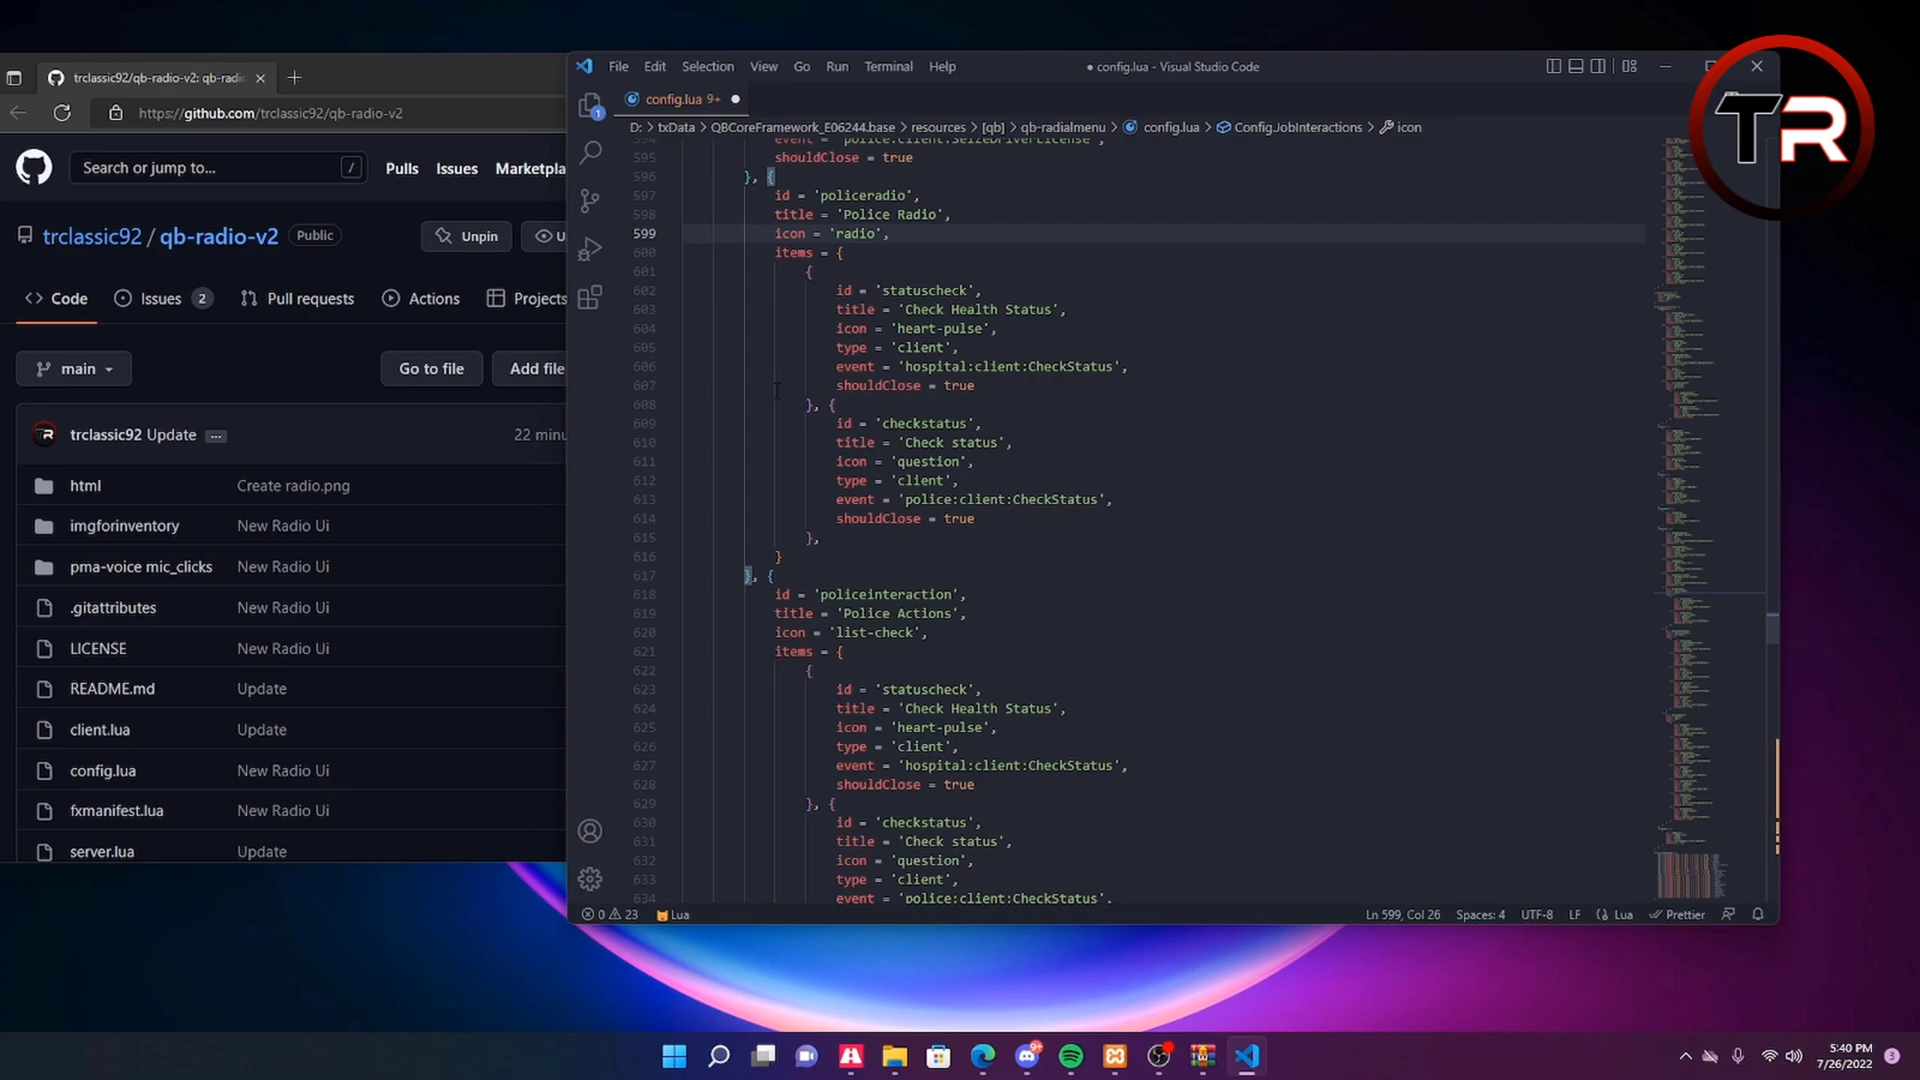 trclassic92/qb-radio-v2: qb-radio
https://github.com/trclassic92/qb-radio-v2
Search or jump to...
/
Pulls
Issues
Marketpla
trclassic92 / qb-radio-v2
Public
Unpin
U
Code
Issues 2
Pull requests
Actions
Projects
main
Go to file
Add file
trclassic92 Update ...
22 minu
html
Create radio.png
imgforinventory
New Radio Ui
pma-voice mic_clicks
New Radio Ui
.gitattributes
New Radio Ui
LICENSE
New Radio Ui
README.md
Update
client.lua
Update
config.lua
New Radio Ui
fxmanifest.lua
New Radio Ui
server.lua
Update
File Edit Selection View Go Run Terminal Help
● config.lua - Visual Studio Code
TR
1
config.lua 9+ ●
D: > txData > QBCoreFramework_E06244.base > resources > [qb] > qb-radialmenu > config.lua > Config.JobInteractions > icon
594 event = 'police:client:SeizeDriverLicense',
595 shouldClose = true
596 }, {
597 id = 'policeradio',
598 title = 'Police Radio',
599 icon = 'radio',
600 items = {
601 {
602 id = 'statuscheck',
603 title = 'Check Health Status',
604 icon = 'heart-pulse',
605 type = 'client',
606 event = 'hospital:client:CheckStatus',
607 shouldClose = true
608 }, {
609 id = 'checkstatus',
610 title = 'Check status',
611 icon = 'question',
612 type = 'client',
613 event = 'police:client:CheckStatus',
614 shouldClose = true
615 },
616 }
617 }, {
618 id = 'policeinteraction',
619 title = 'Police Actions',
620 icon = 'list-check',
621 items = {
622 {
623 id = 'statuscheck',
624 title = 'Check Health Status',
625 icon = 'heart-pulse',
626 type = 'client',
627 event = 'hospital:client:CheckStatus',
628 shouldClose = true
629 }, {
630 id = 'checkstatus',
631 title = 'Check status',
632 icon = 'question',
633 type = 'client',
634 event = 'police:client:CheckStatus',
0 23 Lua
Ln 599, Col 26 Spaces: 4 UTF-8 LF Lua Prettier
9+
5:40 PM
7/26/2022
3